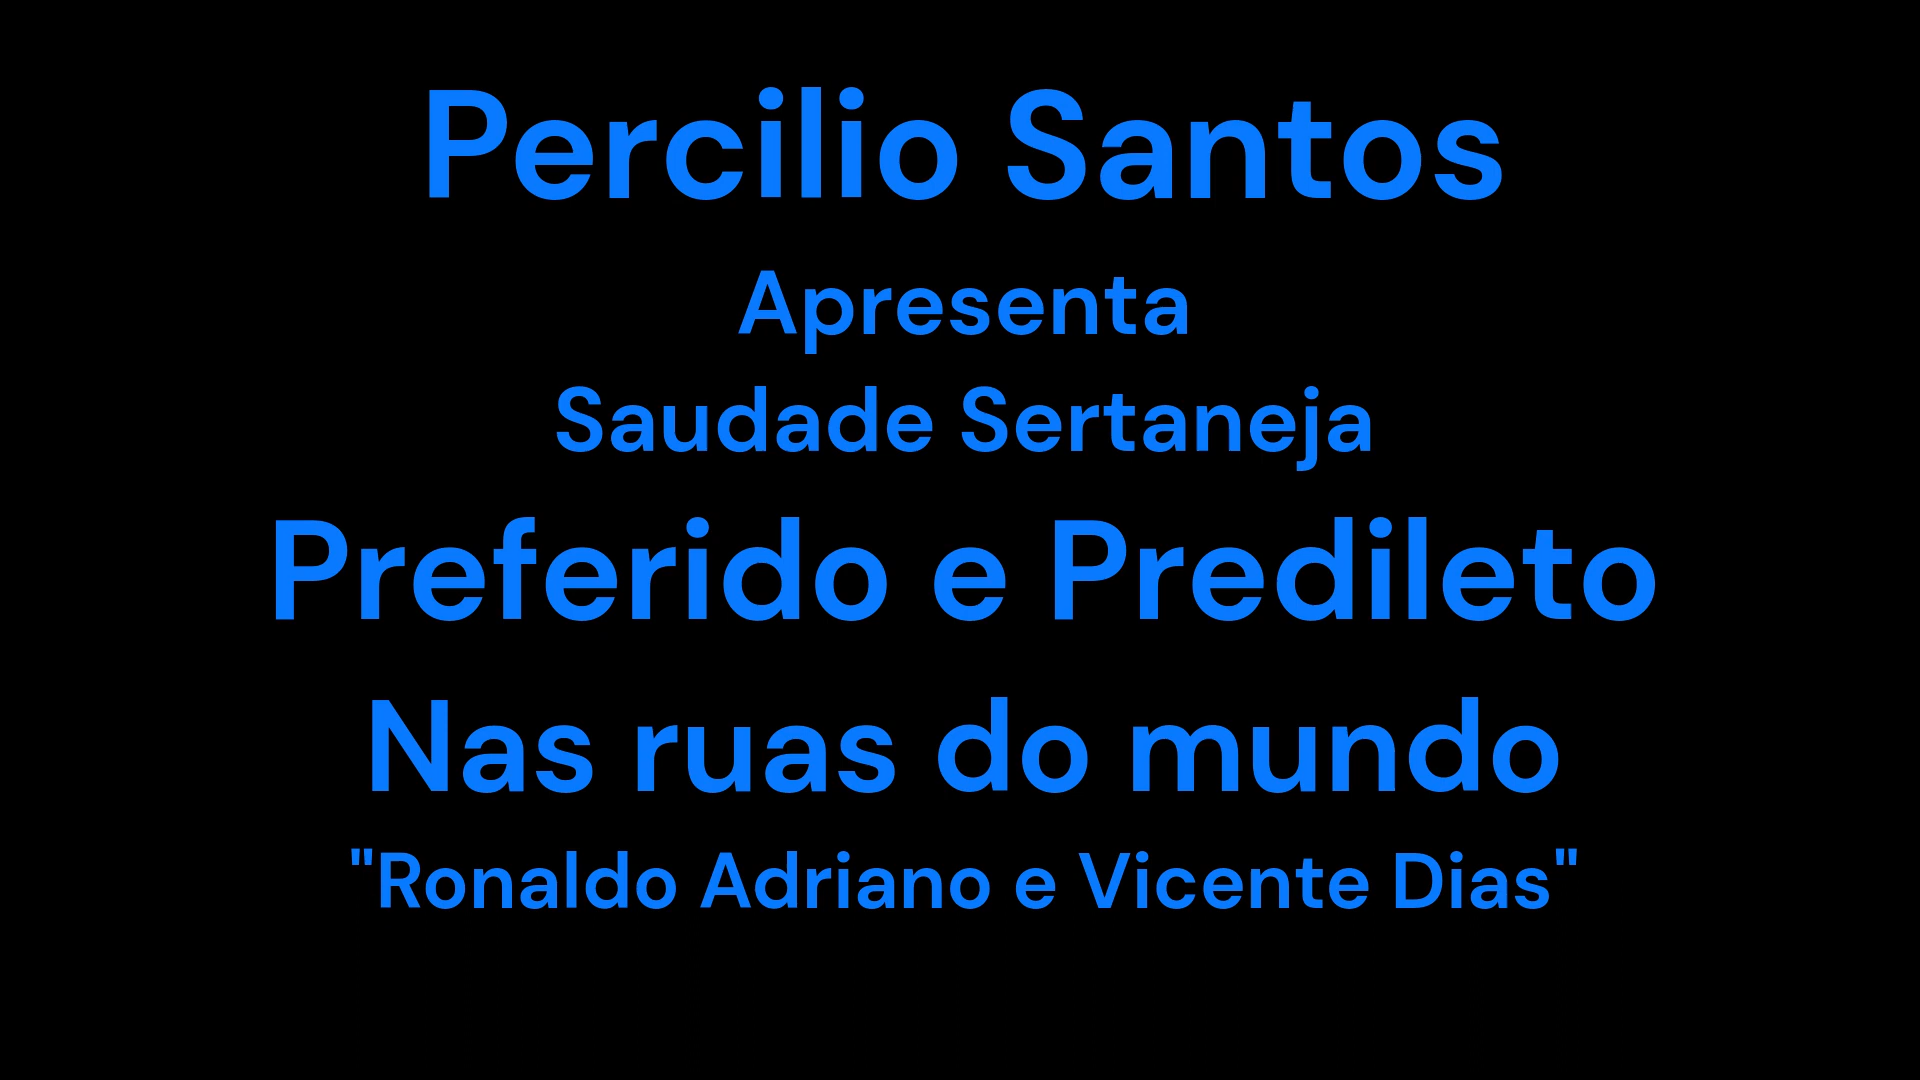 Percilio Santos
Apresenta
Saudade Sertaneja
Preferido e Predileto
Nas ruas do mundo
"Ronaldo Adriano e Vicente Dias"